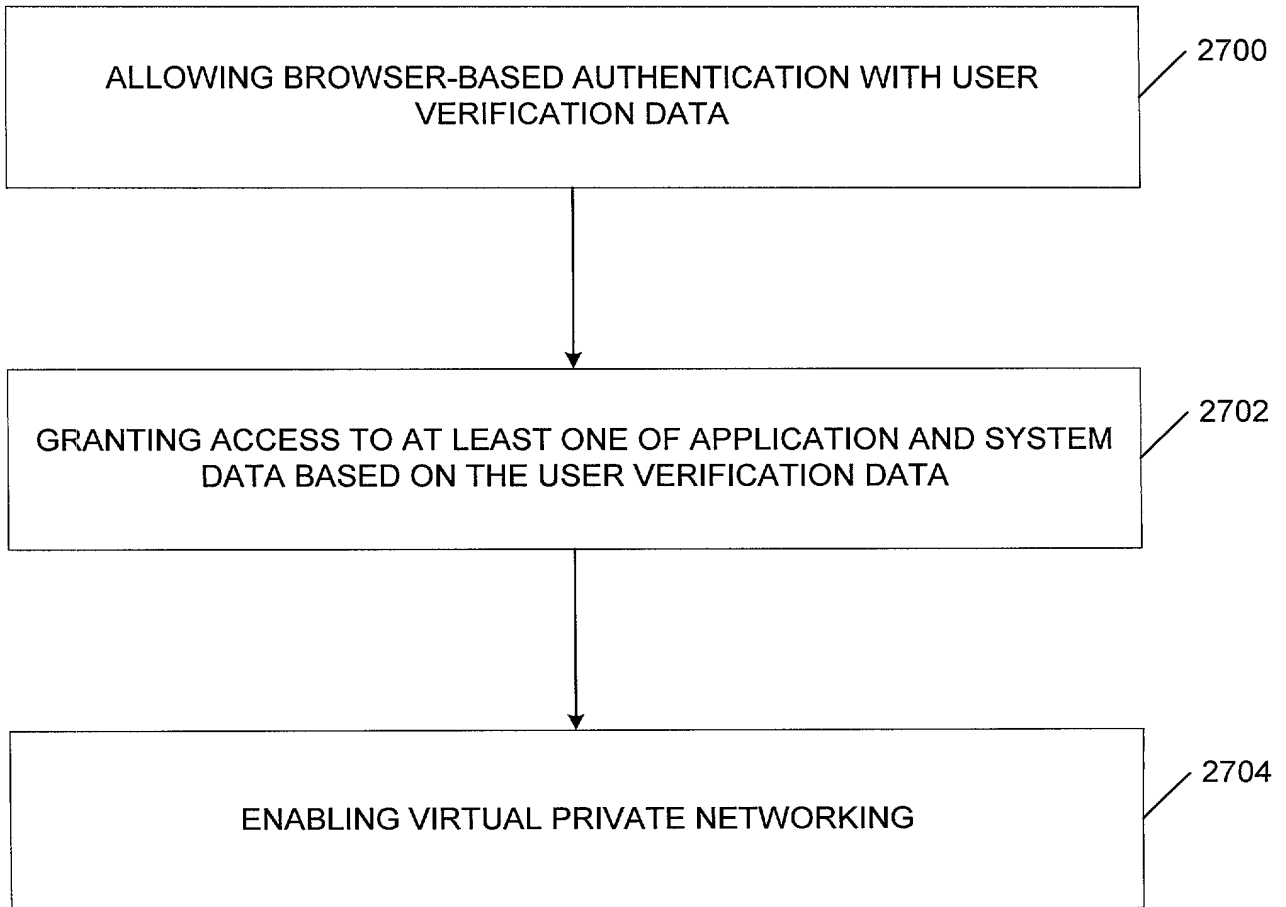 2700
ALLOWING BROWSER-BASED AUTHENTICATION WITH USER
VERIFICATION DATA
2702
GRANTING ACCESS TO AT LEAST ONE OF APPLICATION AND SYSTEM
DATA BASED ON THE USER VERIFICATION DATA
2704
ENABLING VIRTUAL PRIVATE NETWORKING